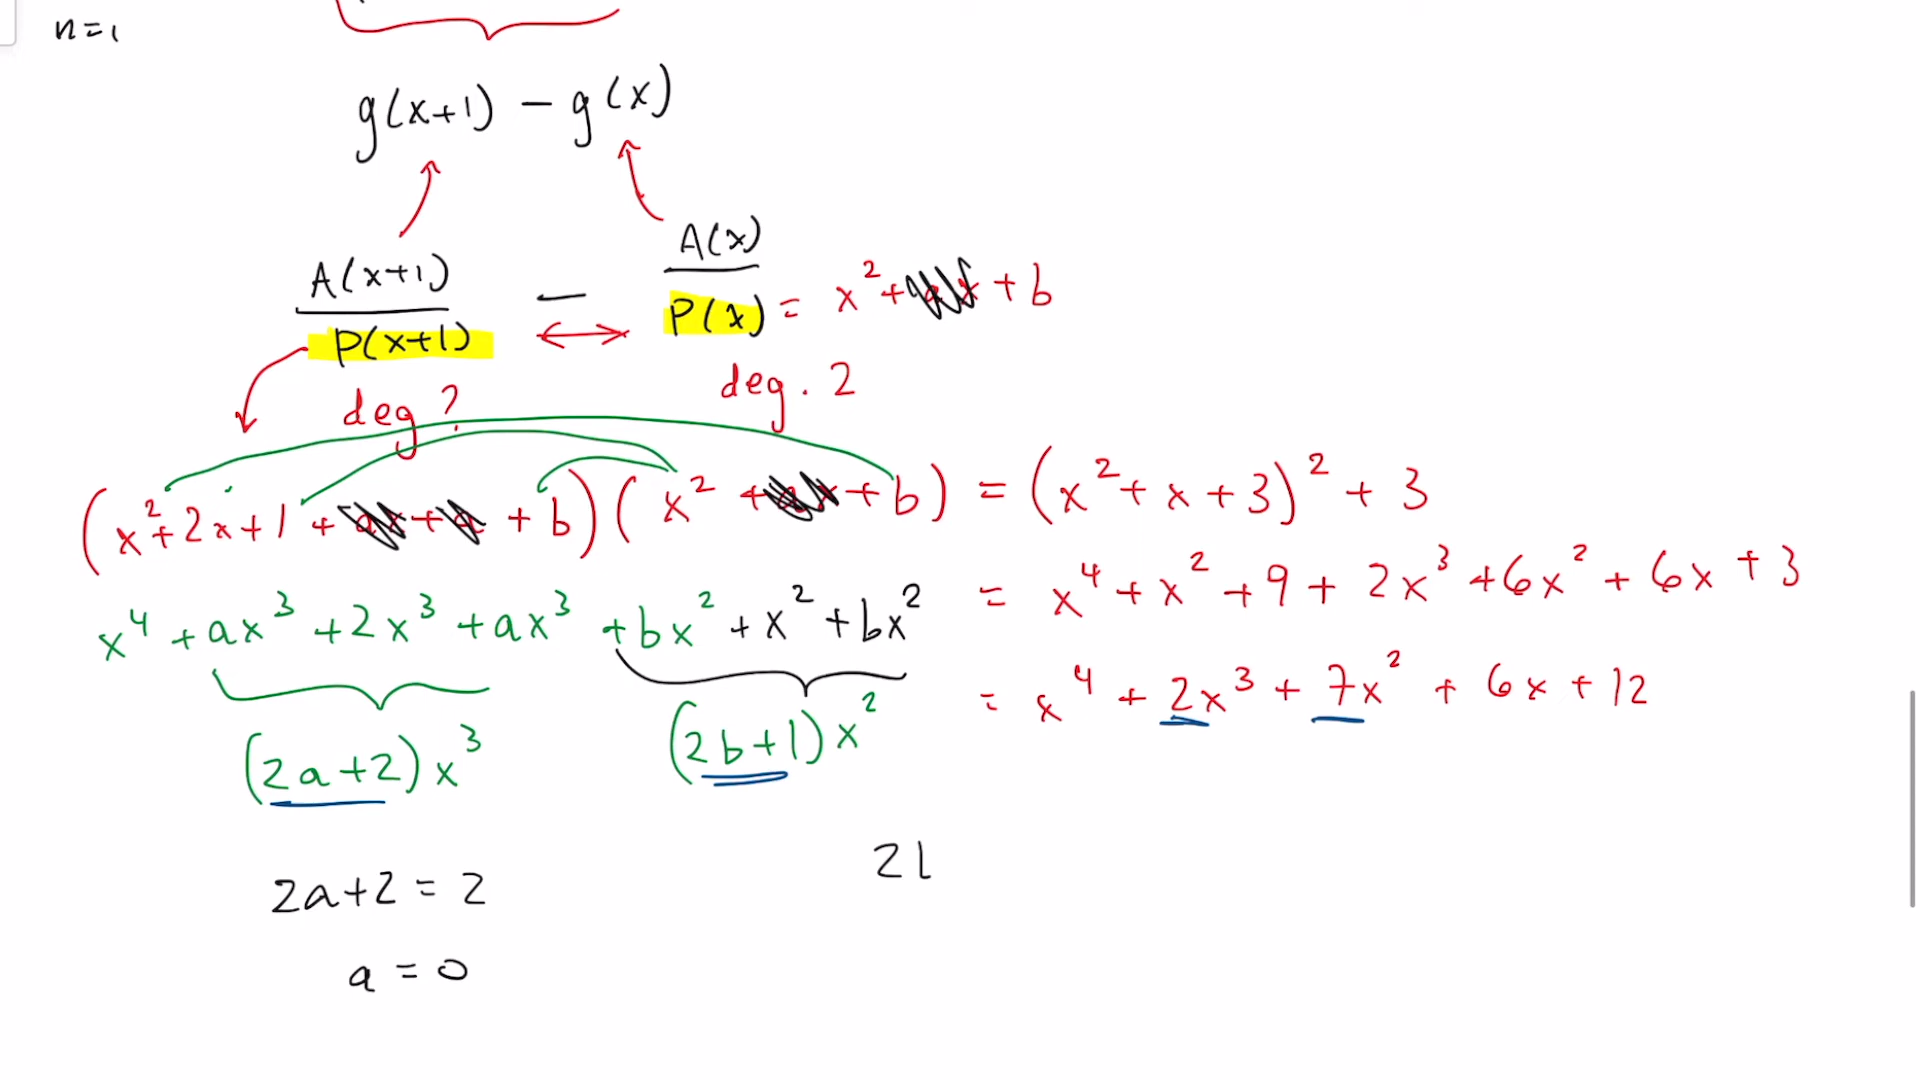 n=1
g(x+1) − g(x)
A(x+1)/P(x+1) − A(x)/P(x) = x² + + b
deg ?
deg. 2
(x²+2x+1 + + + b)(x² + + b) = (x²+x+3)² + 3
= x⁴+x²+9+2x³+6x²+6x+3
x⁴+ax³+2x³+ax³+bx²+x²+bx²
= x⁴+2x³+7x²+6x+12
(2a+2)x³
(2b+1)x²
2a+2=2
a=0